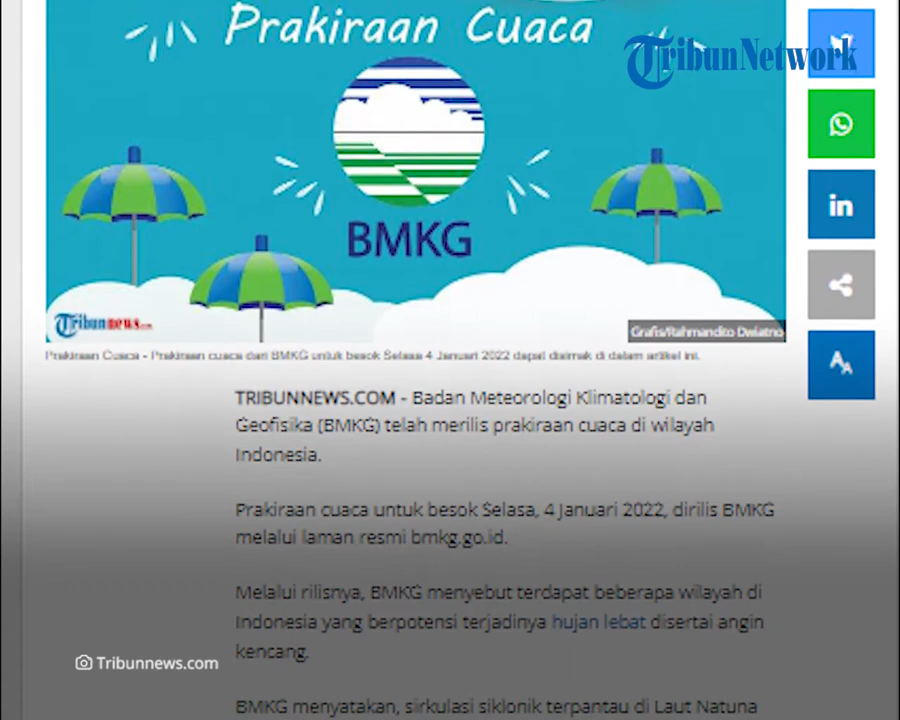 Prakiraan Cuaca
TribunNetwork
BMKG
Tribunnews.com
Grafis/Rahmandito Dwiatno
Prakiraan Cuaca - Prakiraan cuaca dari BMKG untuk besok Selasa 4 Januari 2022 dapat disimak di dalam artikel ini.
TRIBUNNEWS.COM - Badan Meteorologi Klimatologi dan
Geofisika (BMKG) telah merilis prakiraan cuaca di wilayah
Indonesia.
Prakiraan cuaca untuk besok Selasa, 4 Januari 2022, dirilis BMKG
melalui laman resmi bmkg.go.id.
Melalui rilisnya, BMKG menyebut terdapat beberapa wilayah di
Indonesia yang berpotensi terjadinya hujan lebat disertai angin
kencang.
Tribunnews.com
BMKG menyatakan, sirkulasi siklonik terpantau di Laut Natuna
in
AA